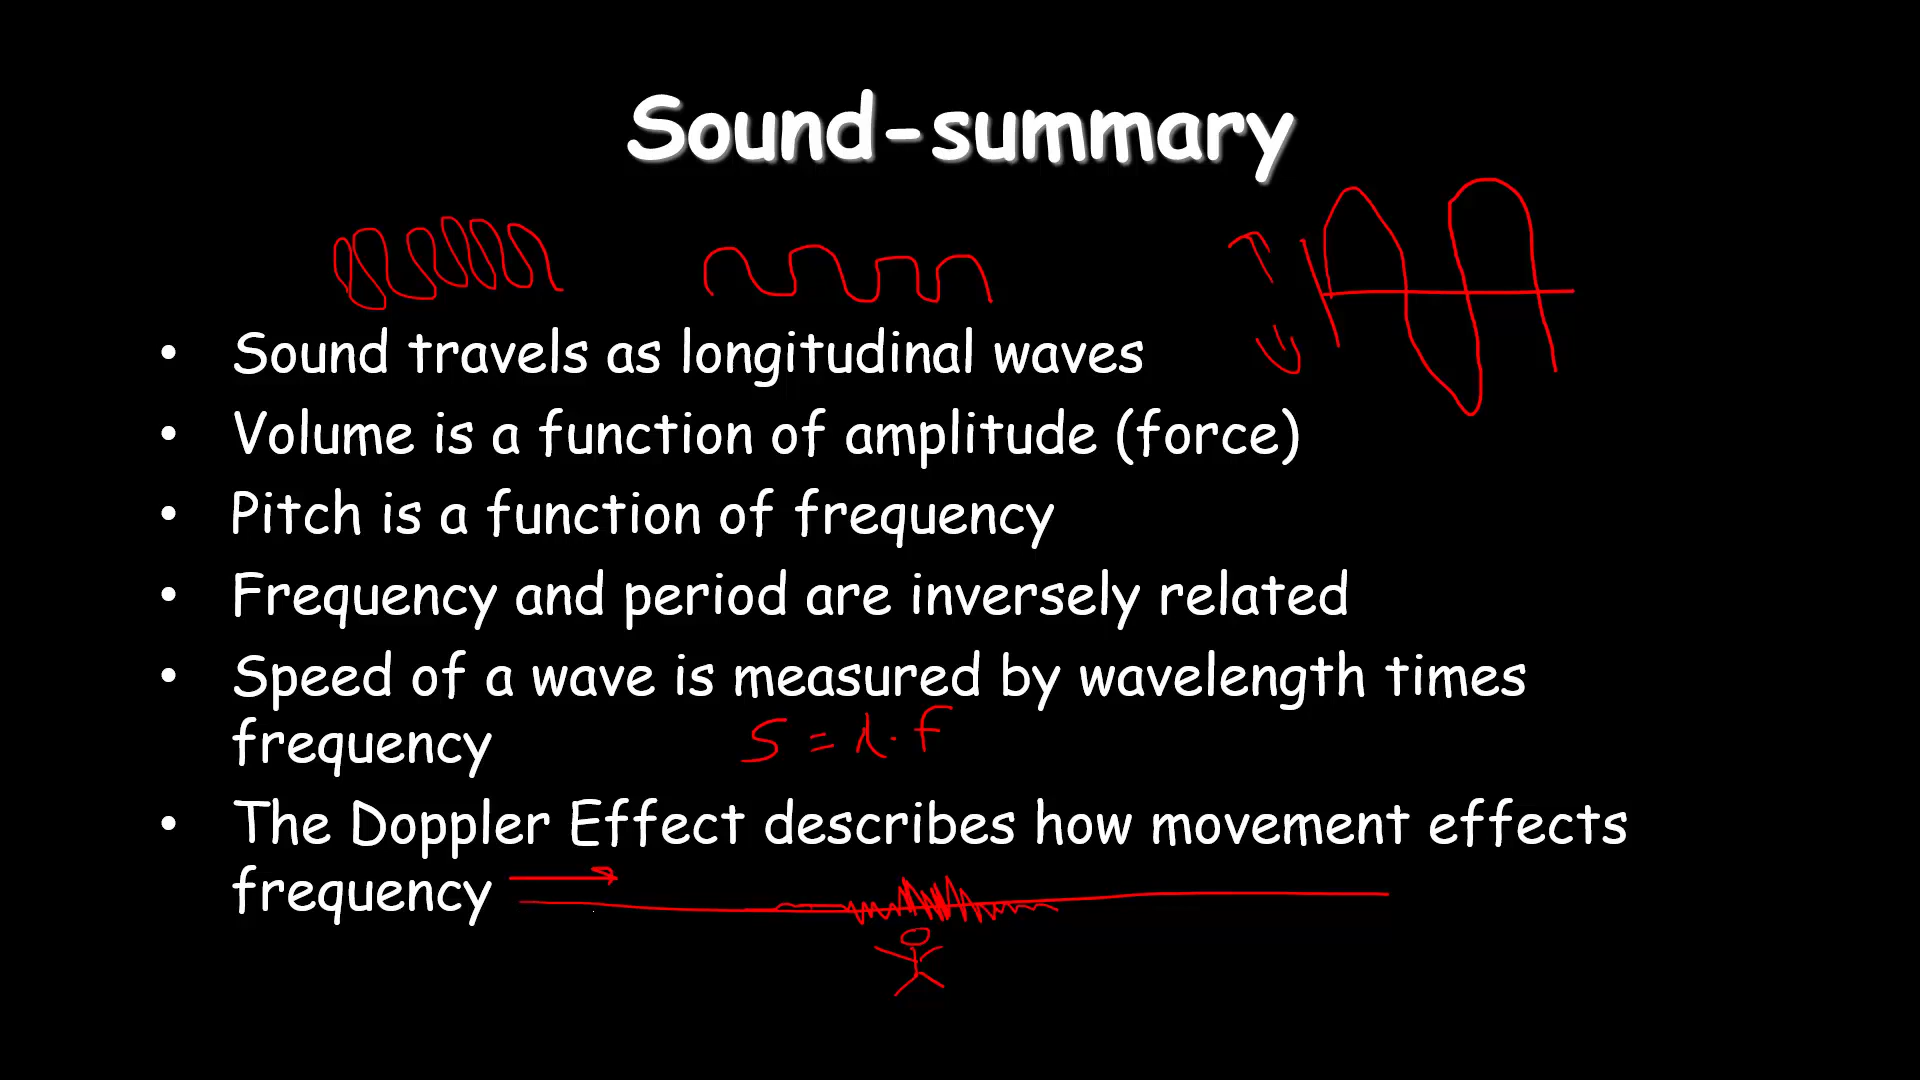 Sound-summary
• Sound travels as longitudinal waves
• Volume is a function of amplitude (force)
• Pitch is a function of frequency
• Frequency and period are inversely related
• Speed of a wave is measured by wavelength times
frequency
S = λ · f
• The Doppler Effect describes how movement effects
frequency